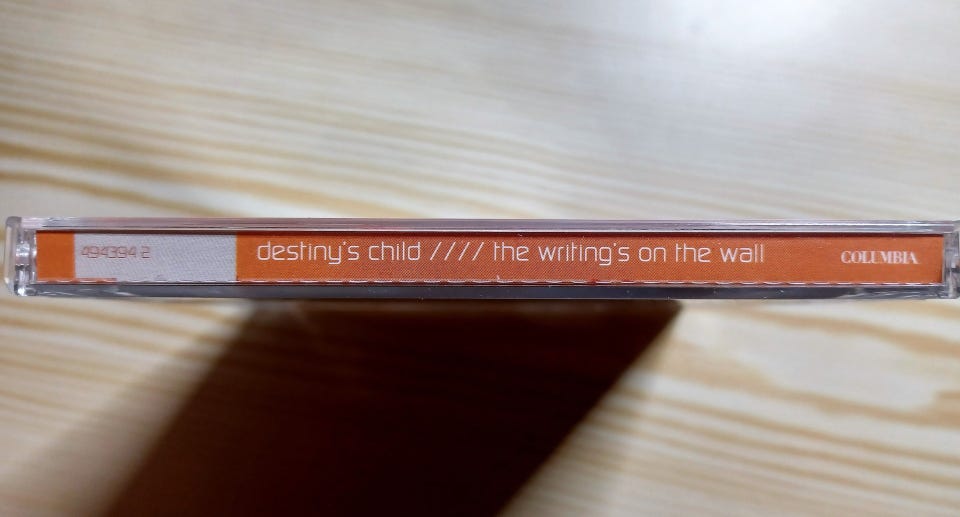 494394 2 destiny's child //// the writing's on the wall COLUMBIA